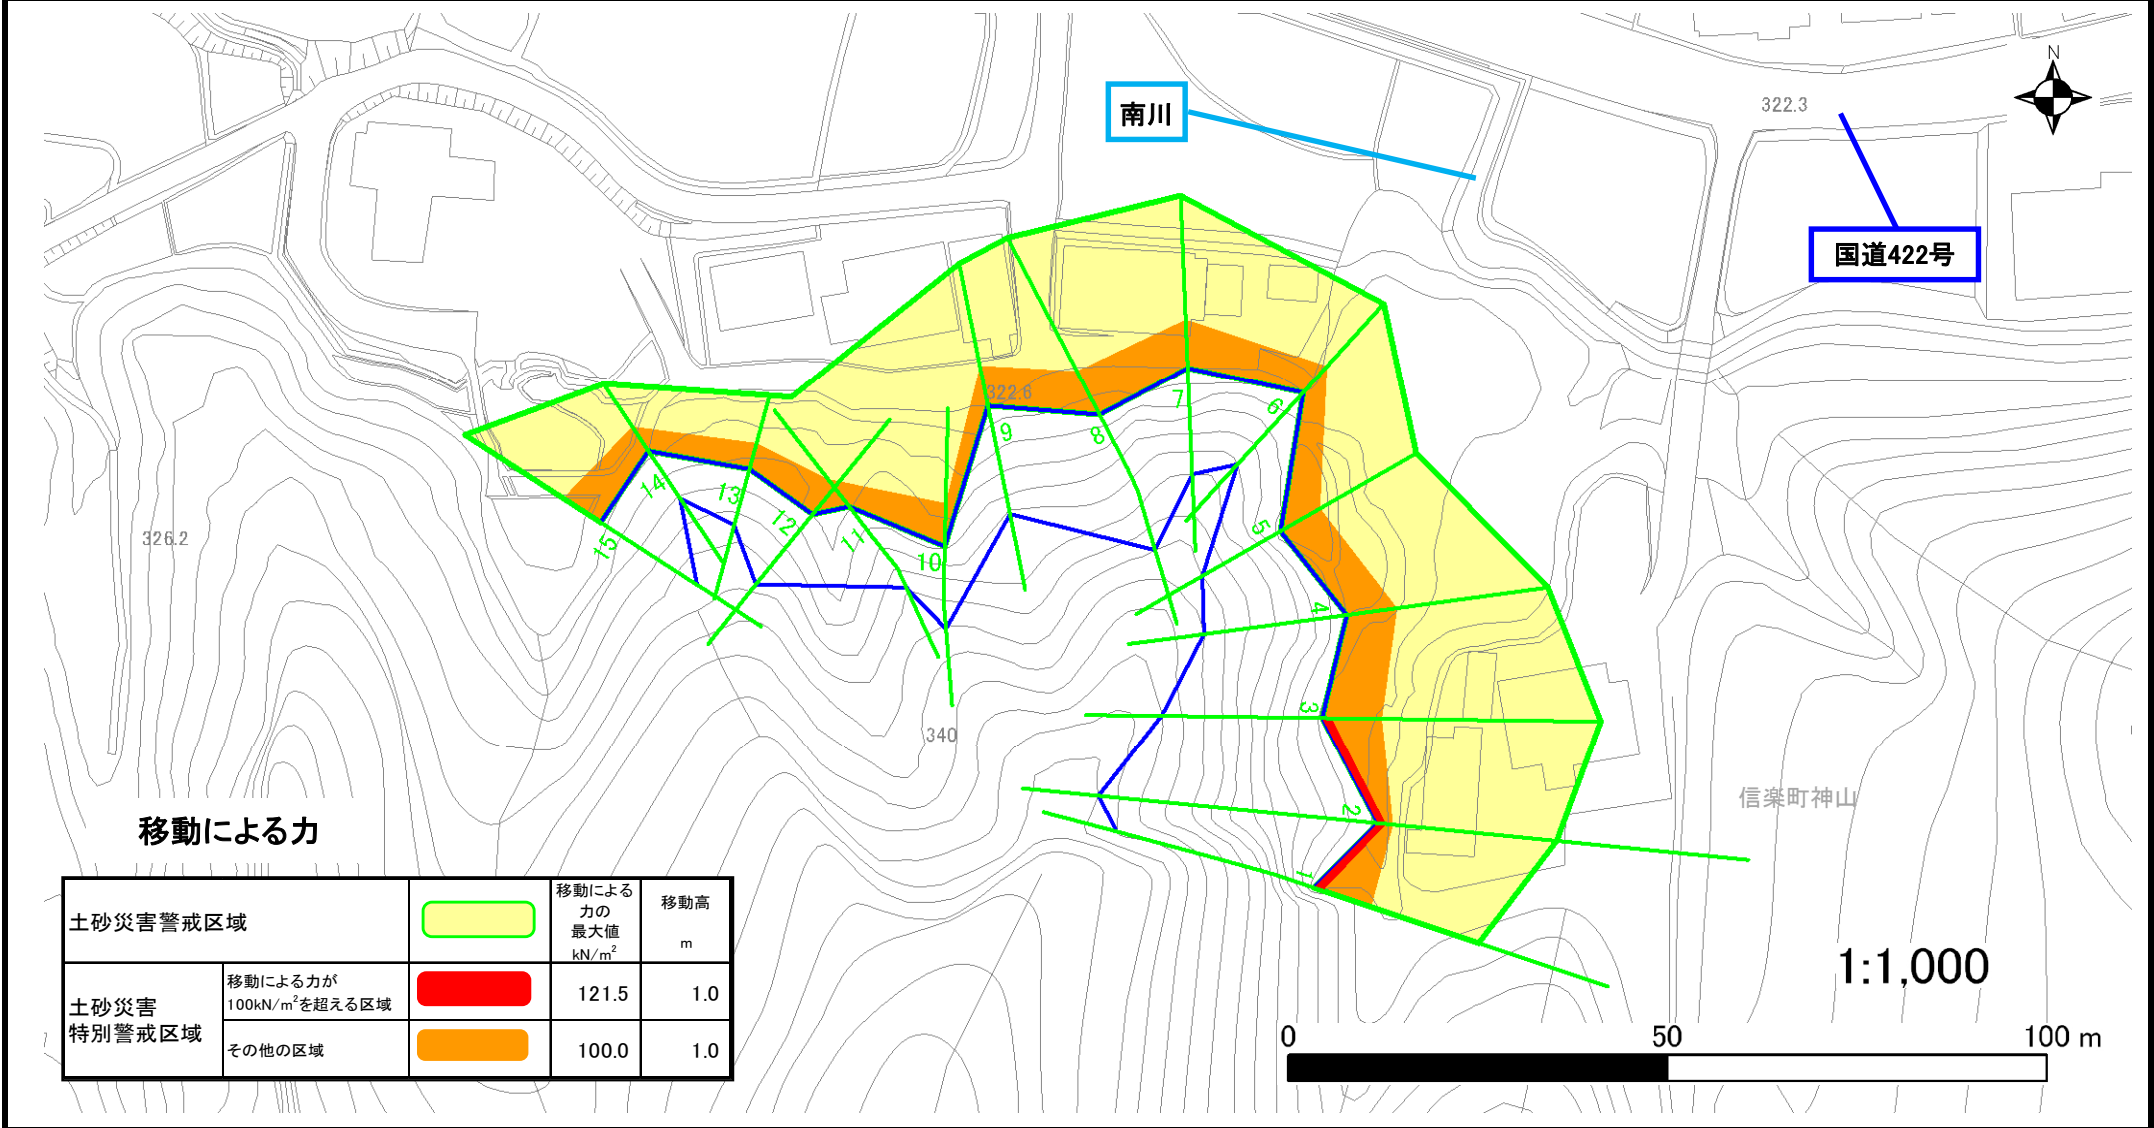 N
322.3
南川
国道422号
322.6
7
6
9
8
14
13
12
11
10
15
5
4
3
2
1
326.2
340
信楽町神山
移動による力
土砂災害警戒区域
移動による
力の
最大値
kN/m²
移動高
m
土砂災害
特別警戒区域
移動による力が
100kN/m²を超える区域
121.5
1.0
その他の区域
100.0
1.0
1:1,000
0
50
100 m